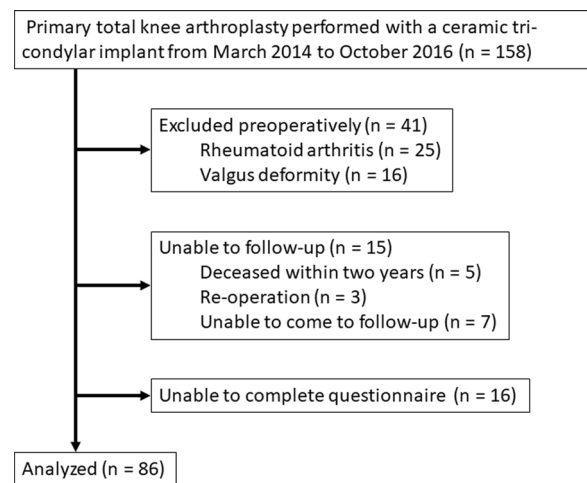 Primary total knee arthroplasty performed with a ceramic tri-
condylar implant from March 2014 to October 2016 (n = 158)
Excluded preoperatively (n = 41)
Rheumatoid arthritis (n = 25)
Valgus deformity (n = 16)
Unable to follow-up (n = 15)
Deceased within two years (n = 5)
Re-operation (n = 3)
Unable to come to follow-up (n = 7)
Unable to complete questionnaire (n = 16)
Analyzed (n = 86)